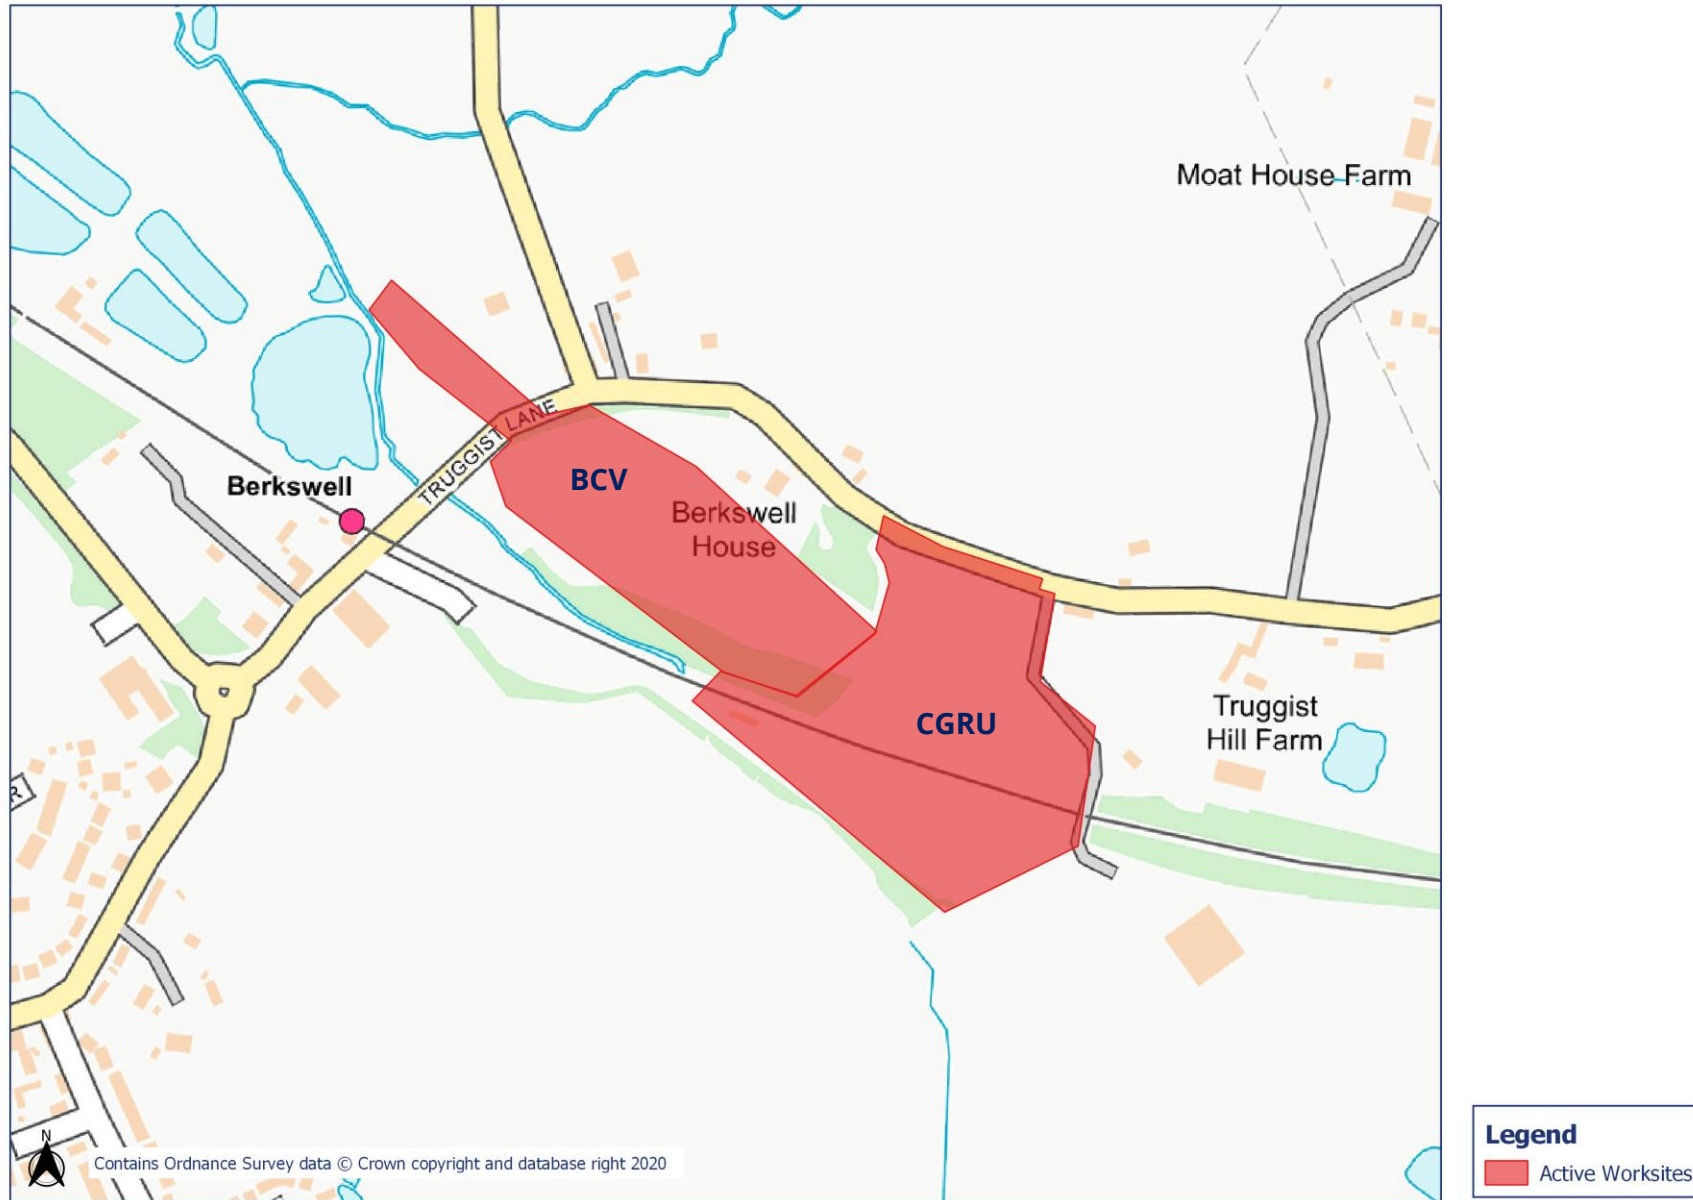 Moat House Farm
TRUGGIST LANE
BCV
Berkswell
Berkswell
House
CGRU
Truggist
Hill Farm
R
N
Contains Ordnance Survey data © Crown copyright and database right 2020
Legend
Active Worksites